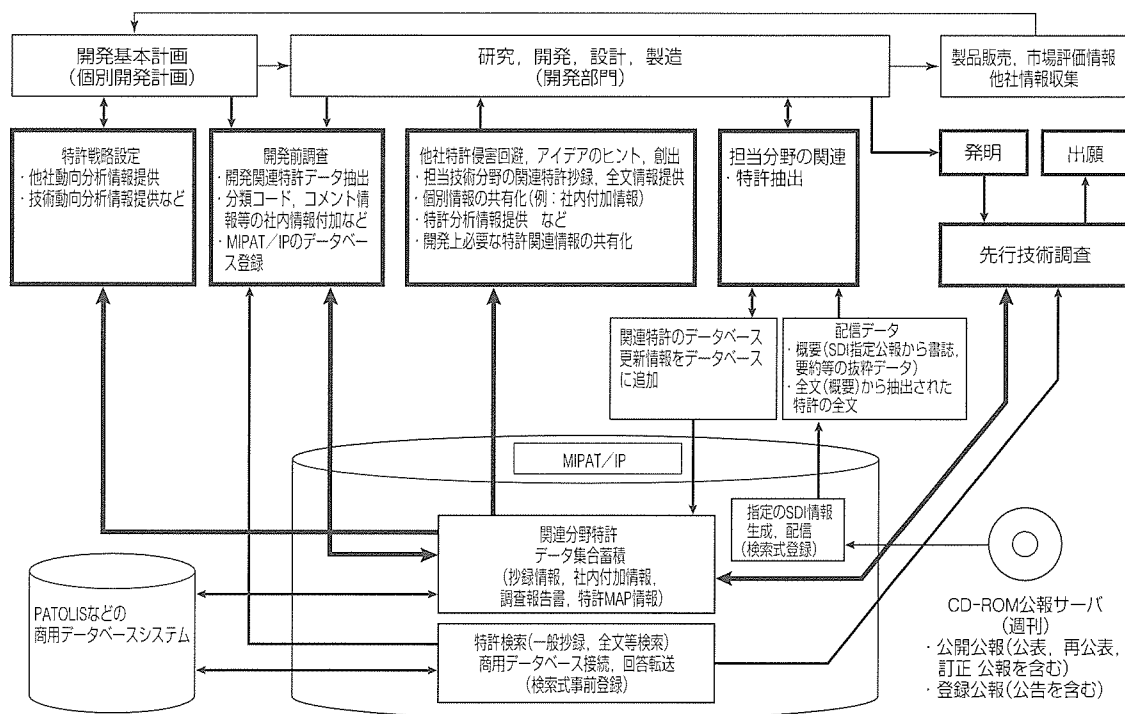 開発基本計画
(個別開発計画)
研究，開発，設計，製造
(開発部門)
製品販売，市場評価情報
他社情報収集
特許戦略設定
・他社動向分析情報提供
・技術動向分析情報提供など
開発前調査
・開発関連特許データ抽出
・分類コード，コメント情
報等の社内情報付加など
・MIPAT／IPのデータベー
ス登録
他社特許侵害回避，アイデアのヒント，創出
・担当技術分野の関連特許抄録，全文情報提供
・個別情報の共有化(例：社内付加情報)
・特許分析情報提供　など
・開発上必要な特許関連情報の共有化
担当分野の関連
・特許抽出
発明
出願
先行技術調査
関連特許のデータベース
更新情報をデータベース
に追加
配信データ
・概要(SDI指定公報から書誌，
要約等の抜粋データ)
・全文(概要)から抽出された
特許の全文
MIPAT／IP
関連分野特許
データ集合蓄積
(抄録情報，社内付加情報，
調査報告書，特許MAP情報)
指定のSDI情報
生成，配信
(検索式登録)
PATOLISなどの
商用データベースシステム
特許検索(一般抄録，全文等検索)
商用データベース接続，回答転送
(検索式事前登録)
CD-ROM公報サーバ
(週刊)
・公開公報(公表，再公表，
訂正 公報を含む)
・登録公報(公告を含む)